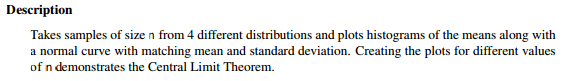 Description
Takes samples of size n from 4 different distributions and plots histograms of the means along with
a normal curve with matching mean and standard deviation. Creating the plots for different values
of n demonstrates the Central Limit Theorem.